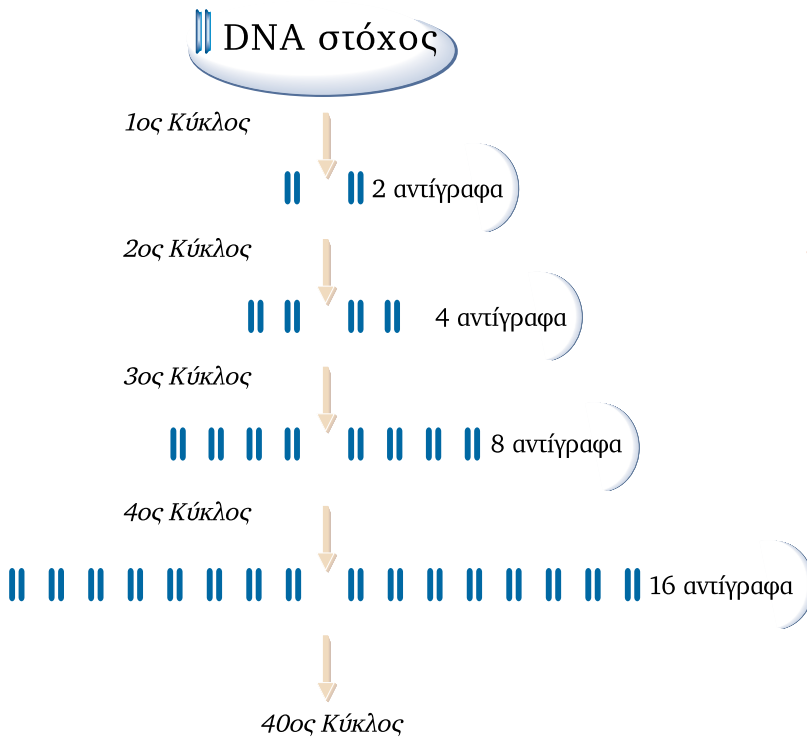 DNA στόχος
1ος Κύκλος
2 αντίγραφα
2ος Κύκλος
4 αντίγραφα
3ος Κύκλος
8 αντίγραφα
4ος Κύκλος
16 αντίγραφα
40ος Κύκλος